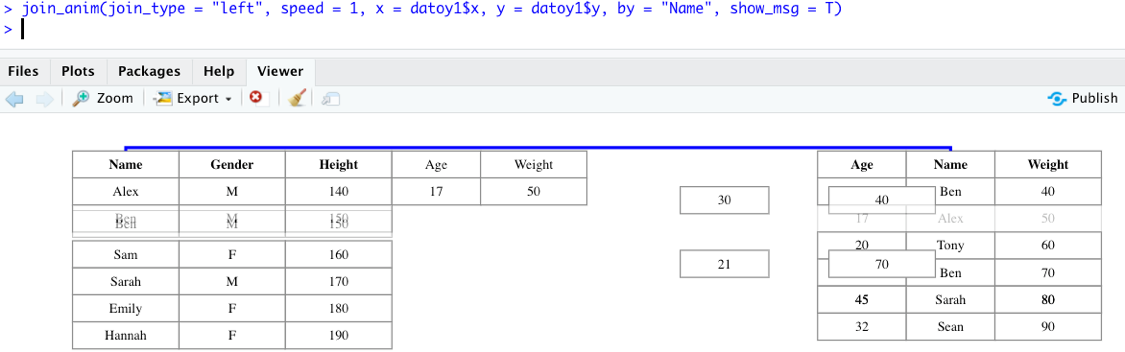 > join_anim(join_type = "left", speed = 1, x = datoy1$x, y = datoy1$y, by = "Name", show_msg = T)
>
Files Plots Packages Help Viewer
Zoom Export Publish
Name Gender Height Age Weight Age Name Weight
Alex M 140 17 50 30 40 Ben 40
Ben M 150 17 Alex 50
Ben M 150
Sam F 160 20 Tony 60
21 70 Ben 70
Sarah M 170
Emily F 180 45 Sarah 80
Hannah F 190 32 Sean 90